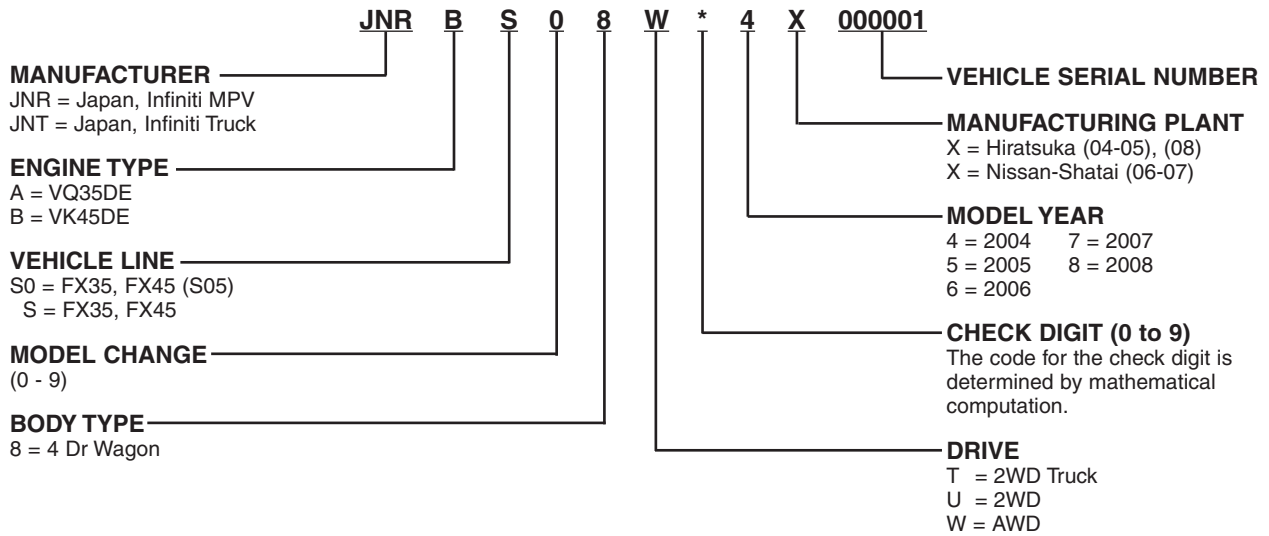 JNR B S 0 8 W * 4 X 000001
MANUFACTURER
JNR = Japan, Infiniti MPV
JNT = Japan, Infiniti Truck
ENGINE TYPE
A = VQ35DE
B = VK45DE
VEHICLE LINE
S0 = FX35, FX45 (S05)
S = FX35, FX45
MODEL CHANGE
(0 - 9)
BODY TYPE
8 = 4 Dr Wagon
VEHICLE SERIAL NUMBER
MANUFACTURING PLANT
X = Hiratsuka (04-05), (08)
X = Nissan-Shatai (06-07)
MODEL YEAR
4 = 2004 7 = 2007
5 = 2005 8 = 2008
6 = 2006
CHECK DIGIT (0 to 9)
The code for the check digit is
determined by mathematical
computation.
DRIVE
T = 2WD Truck
U = 2WD
W = AWD